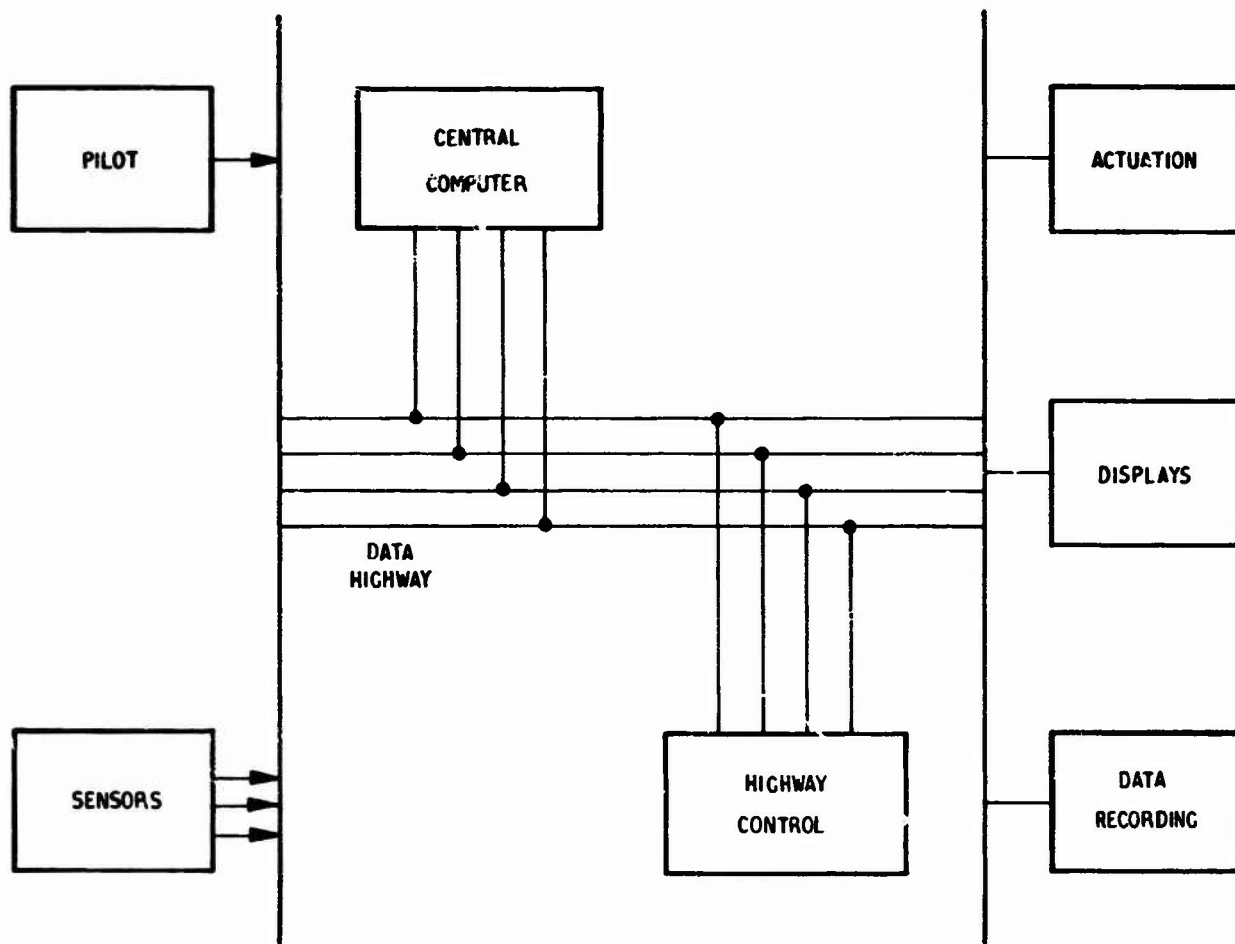 PILOT
CENTRAL
COMPUTER
ACTUATION
DATA
HIGHWAY
DISPLAYS
SENSORS
HIGHWAY
CONTROL
DATA
RECORDING